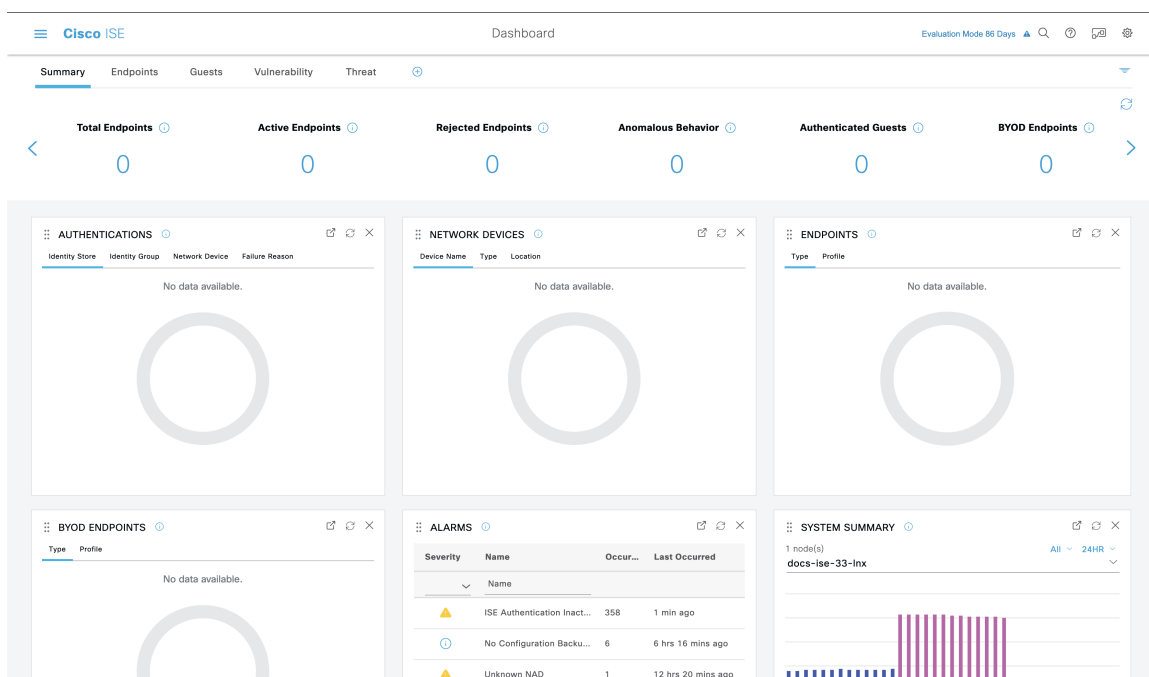 Cisco ISE
Dashboard
Evaluation Mode 86 Days
Summary Endpoints Guests Vulnerability Threat
Total Endpoints Active Endpoints Rejected Endpoints Anomalous Behavior Authenticated Guests BYOD Endpoints
0 0 0 0 0 0
AUTHENTICATIONS
Identity Store Identity Group Network Device Failure Reason
No data available.
NETWORK DEVICES
Device Name Type Location
No data available.
ENDPOINTS
Type Profile
No data available.
BYOD ENDPOINTS
Type Profile
No data available.
ALARMS
Severity Name Occur... Last Occurred
Name
ISE Authentication Inact... 358 1 min ago
No Configuration Backu... 6 6 hrs 16 mins ago
Unknown NAD 1 12 hrs 20 mins ago
SYSTEM SUMMARY
1 node(s) All 24HR
docs-ise-33-lnx